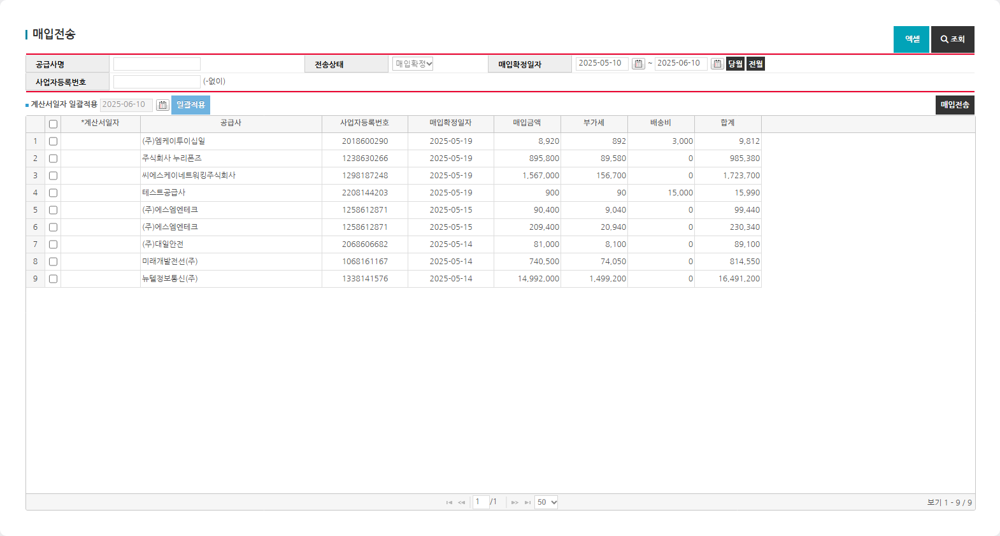 매입전송
엑셀 조회
공급사명 전송상태 매입확정 매입확정일자 2025-05-10 ~ 2025-06-10 당월 전월
사업자등록번호 (-없이)
계산서일자 일괄적용 2025-06-10 일괄적용 매입전송
*계산서일자 공급사 사업자등록번호 매입확정일자 매입금액 부가세 배송비 합계
1 (주)엠케이투이십일 2018600290 2025-05-19 8,920 892 3,000 9,812
2 주식회사 누리폰즈 1238630266 2025-05-19 895,800 89,580 0 985,380
3 씨에스케이네트워킹주식회사 1298187248 2025-05-19 1,567,000 156,700 0 1,723,700
4 테스트공급사 2208144203 2025-05-19 900 90 15,000 15,990
5 (주)에스엠엔테크 1258612871 2025-05-15 90,400 9,040 0 99,440
6 (주)에스엠엔테크 1258612871 2025-05-15 209,400 20,940 0 230,340
7 (주)대일안전 2068606682 2025-05-14 81,000 8,100 0 89,100
8 미래개발전선(주) 1068161167 2025-05-14 740,500 74,050 0 814,550
9 뉴텔정보통신(주) 1338141576 2025-05-14 14,992,000 1,499,200 0 16,491,200
1 /1 50 보기 1 - 9 / 9